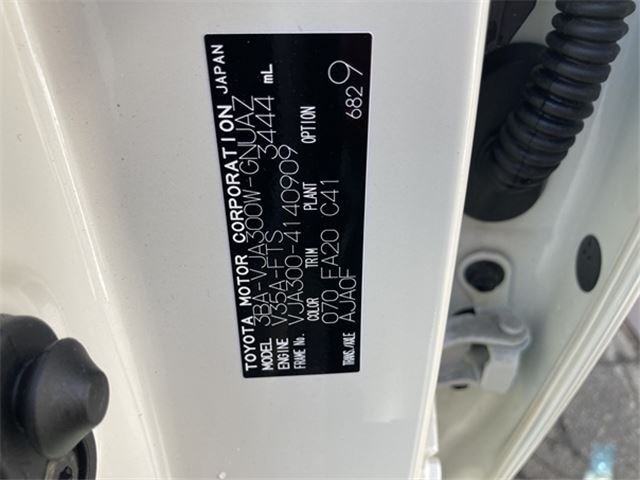 TOYOTA MOTOR CORPORATION JAPAN
MODEL 3BA-VJA300W-GNUAZ
ENGINE V35A-FTS 3444 mL
FRAME No. VJA300-4140909
COLOR TRIM PLANT OPTION
070 EA20 C41
TRANS./AXLE AJA0F
6829